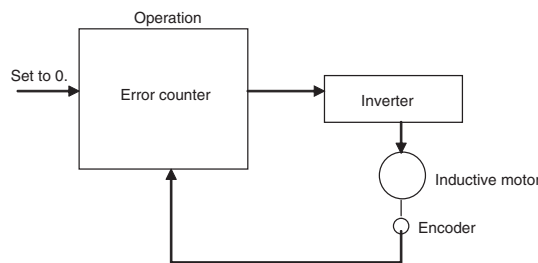 Operation
Set to 0.
Error counter
Inverter
Inductive motor
Encoder